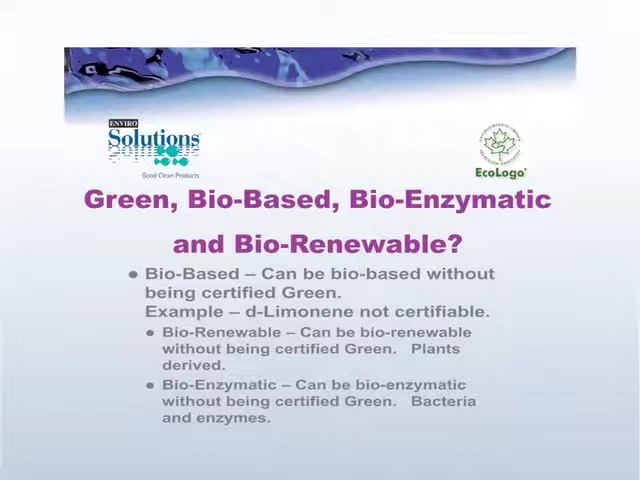 ENVIRO
Solutions
Good Clean Products
EcoLogo
Green, Bio-Based, Bio-Enzymatic
and Bio-Renewable?
● Bio-Based – Can be bio-based without
being certified Green.
Example – d-Limonene not certifiable.
● Bio-Renewable – Can be bio-renewable
without being certified Green. Plants
derived.
● Bio-Enzymatic – Can be bio-enzymatic
without being certified Green. Bacteria
and enzymes.